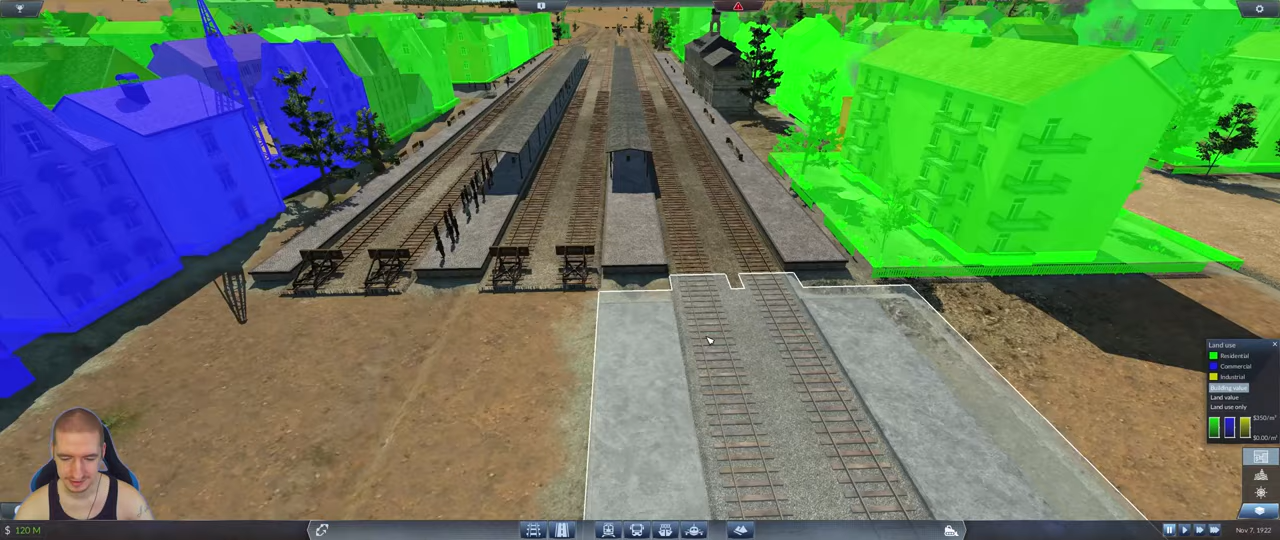 Land use
Residential
Commercial
Industrial
Building value
Land value
Land use only
$350/m²
$0.00/m²
$ 120 M
Nov 7, 1922